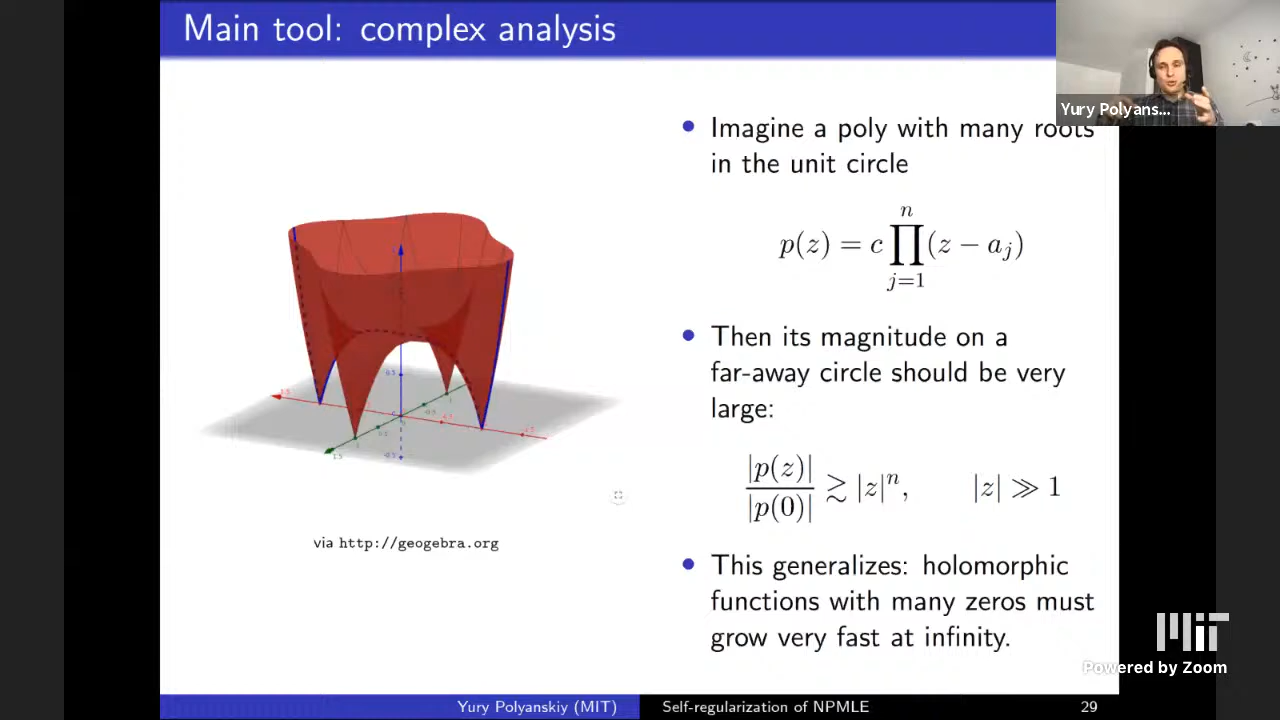 Main tool: complex analysis
Yury Polyans...
Imagine a poly with many roots
in the unit circle
p(z) = c ∏_{j=1}^{n} (z − a_j)
Then its magnitude on a
far-away circle should be very
large:
|p(z)| / |p(0)| ≳ |z|^n, |z| ≫ 1
via http://geogebra.org
This generalizes: holomorphic
functions with many zeros must
grow very fast at infinity.
MIT
Powered by Zoom
Yury Polyanskiy (MIT) Self-regularization of NPMLE 29